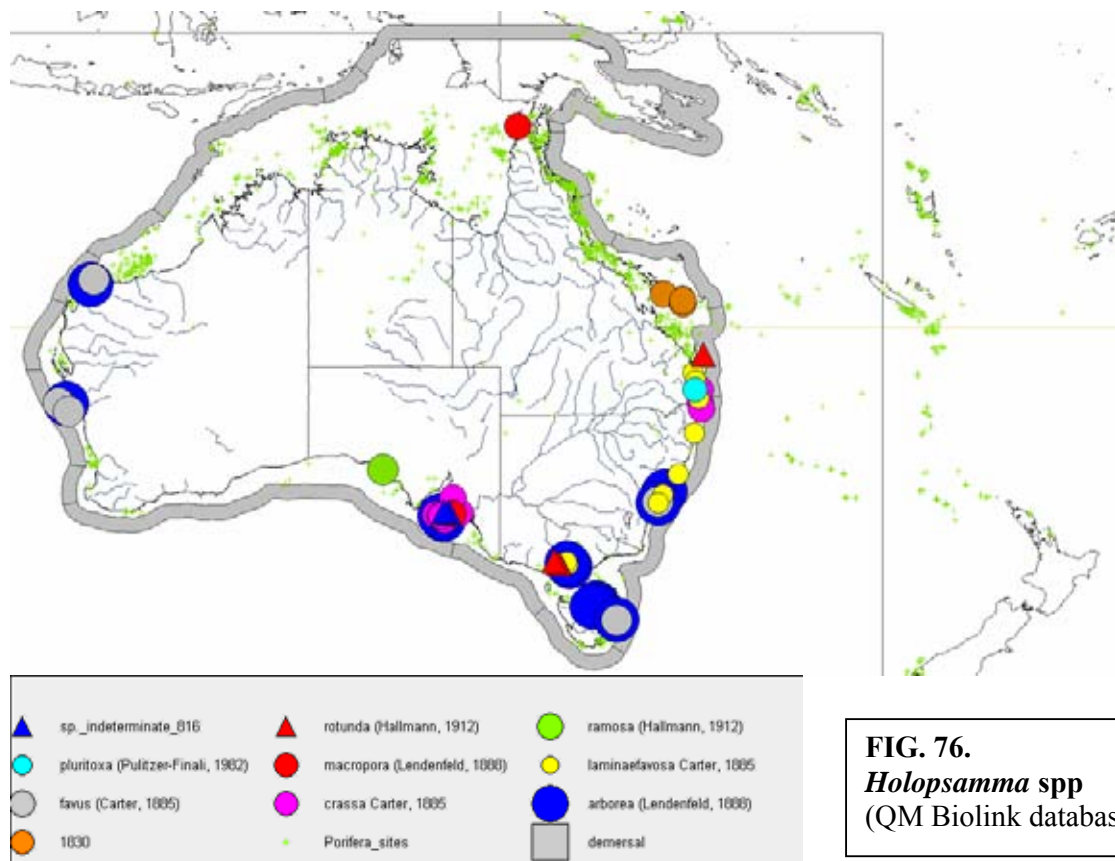 sp._indeterminate_816
rotunda (Hallmann, 1912)
ramosa (Hallmann, 1912)
pluritoxa (Pulitzer-Finali, 1982)
macropora (Lendenfeld, 1888)
laminaefavosa Carter, 1885
favus (Carter, 1885)
crassa Carter, 1885
arborea (Lendenfeld, 1888)
1830
Porifera_sites
demersal
FIG. 76.
Holopsamma spp
(QM Biolink databas